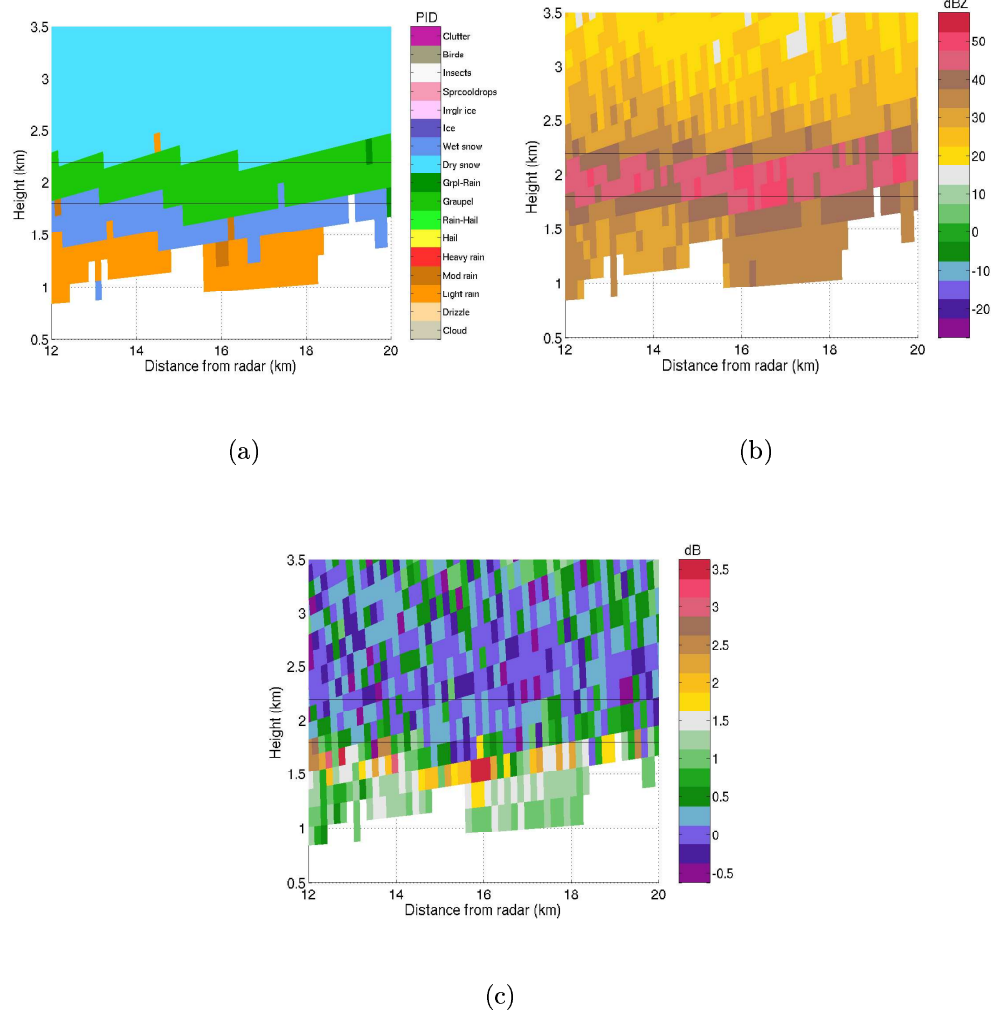 PID
3.5
3
2.5
2
1.5
1
0.5
Height (km)
12
14
16
18
20
Distance from radar (km)
Clutter
Birds
Insects
Sprcooldrops
Irrglr ice
Ice
Wet snow
Dry snow
Grpl-Rain
Graupel
Rain-Hail
Hail
Heavy rain
Mod rain
Light rain
Drizzle
Cloud
(a)
dBZ
3.5
3
2.5
2
1.5
1
0.5
Height (km)
12
14
16
18
20
Distance from radar (km)
50
40
30
20
10
0
-10
-20
(b)
dB
3.5
3
2.5
2
1.5
1
0.5
Height (km)
12
14
16
18
20
Distance from radar (km)
3.5
3
2.5
2
1.5
1
0.5
0
-0.5
(c)